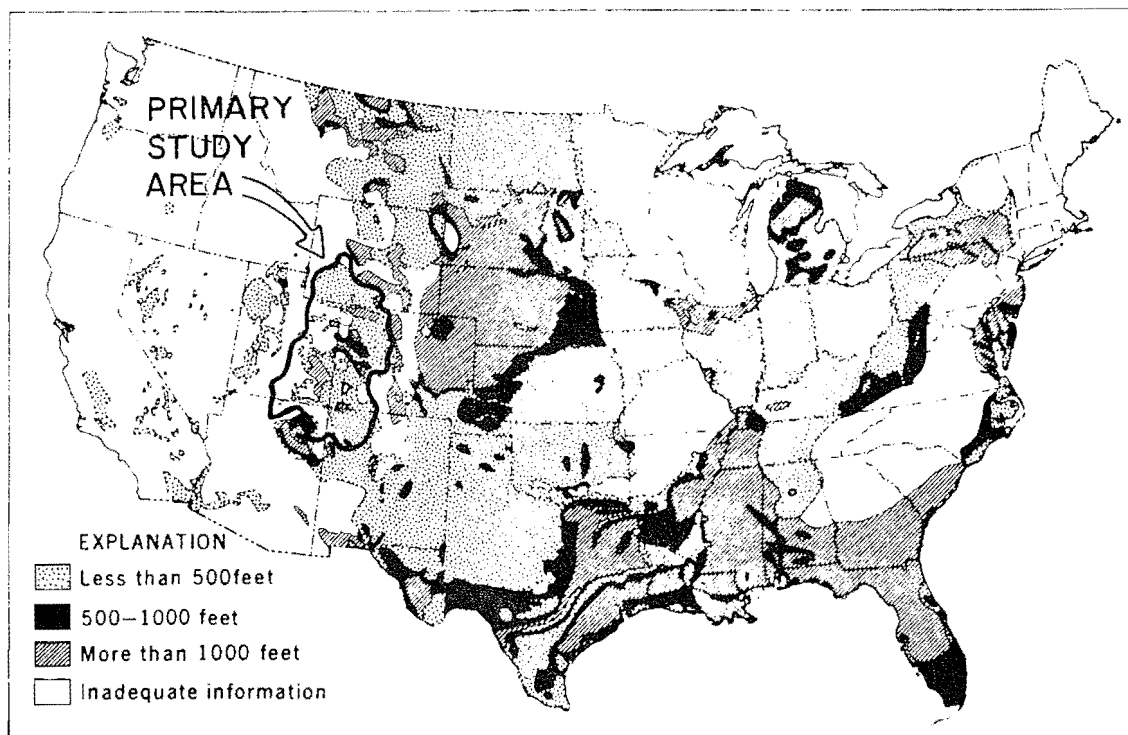 PRIMARY
STUDY
AREA
EXPLANATION
Less than 500feet
500–1000 feet
More than 1000 feet
Inadequate information